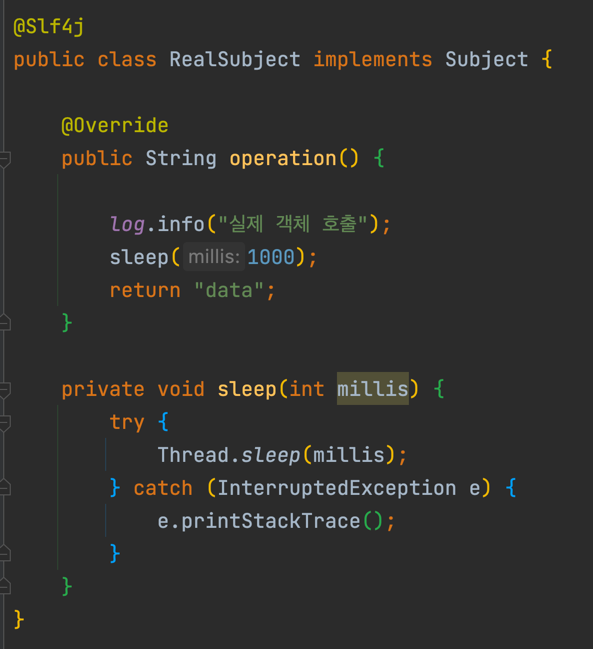 @Slf4j
public class RealSubject implements Subject {
@Override
public String operation() {
log.info("실제 객체 호출");
sleep( millis: 1000);
return "data";
}
private void sleep(int millis) {
try {
Thread.sleep(millis);
} catch (InterruptedException e) {
e.printStackTrace();
}
}
}